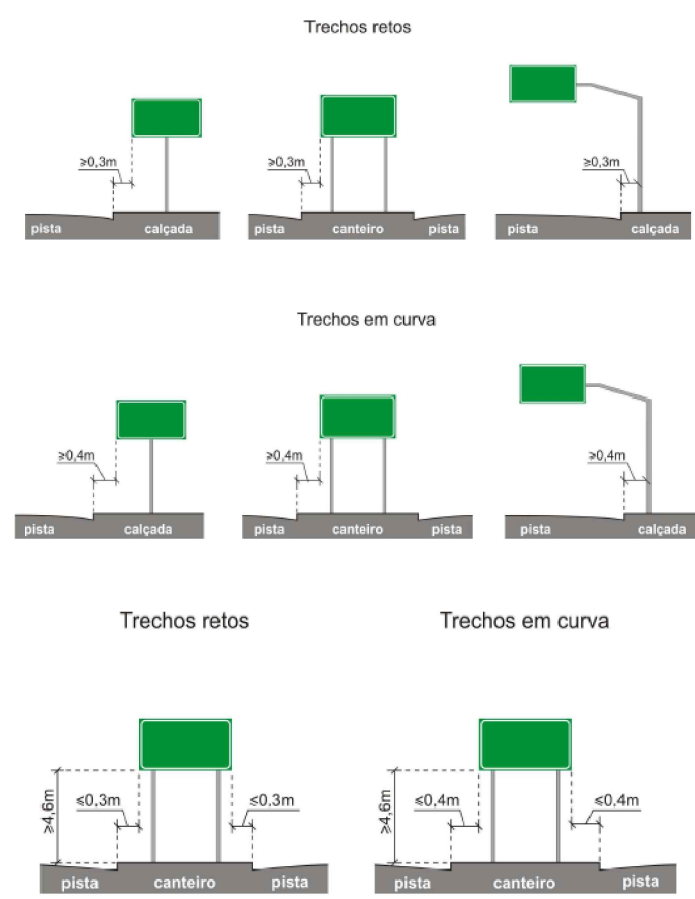 Trechos retos
≥0,3m ≥0,3m ≥0,3m
pista calçada pista canteiro pista pista calçada
Trechos em curva
≥0,4m ≥0,4m ≥0,4m
pista calçada pista canteiro pista pista calçada
Trechos retos Trechos em curva
≥4,6m ≤0,3m ≤0,3m ≥4,6m ≤0,4m ≤0,4m
pista canteiro pista pista canteiro pista